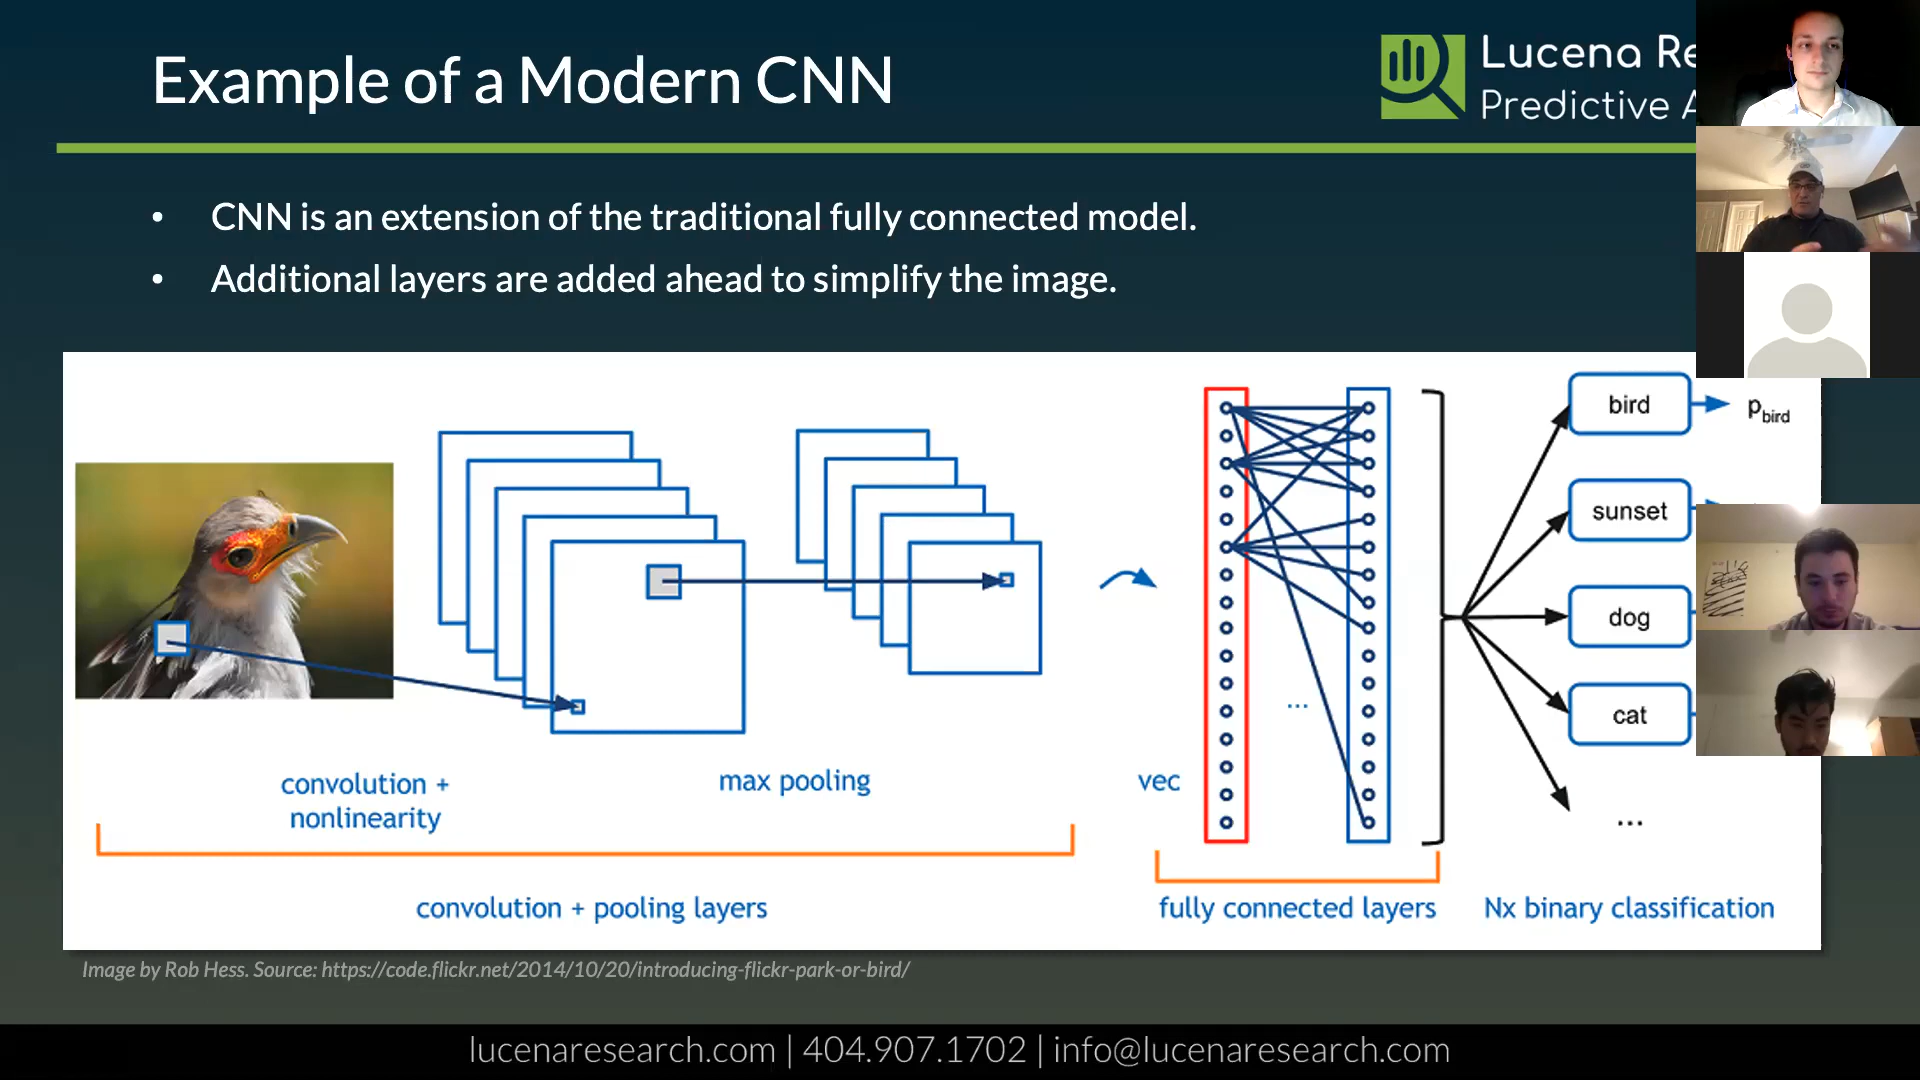 Example of a Modern CNN
Lucena
Predictive
• CNN is an extension of the traditional fully connected model.
• Additional layers are added ahead to simplify the image.
bird
p_bird
sunset
dog
cat
...
...
convolution +
nonlinearity
max pooling
vec
convolution + pooling layers
fully connected layers
Nx binary classification
Image by Rob Hess. Source: https://code.flickr.net/2014/10/20/introducing-flickr-park-or-bird/
lucenaresearch.com | 404.907.1702 | info@lucenaresearch.com